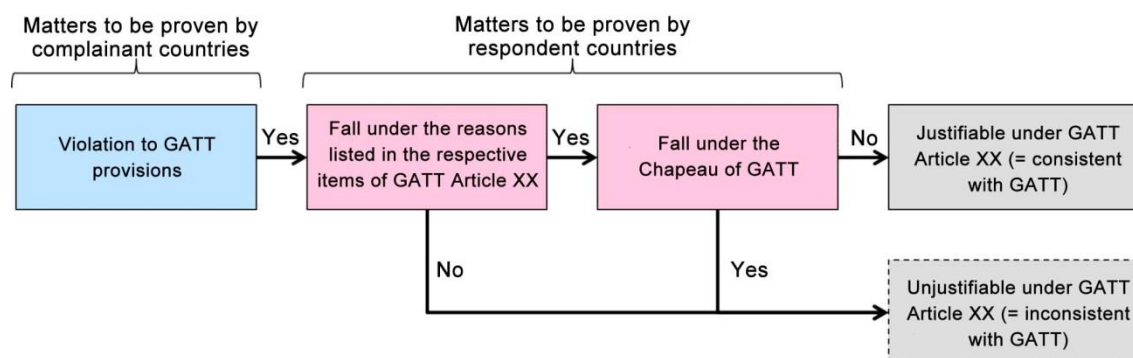 Matters to be proven by
complainant countries
Matters to be proven by
respondent countries
Violation to GATT
provisions
Yes
Fall under the reasons
listed in the respective
items of GATT Article XX
Yes
Fall under the
Chapeau of GATT
No
Justifiable under GATT
Article XX (= consistent
with GATT)
No
Yes
Unjustifiable under GATT
Article XX (= inconsistent
with GATT)